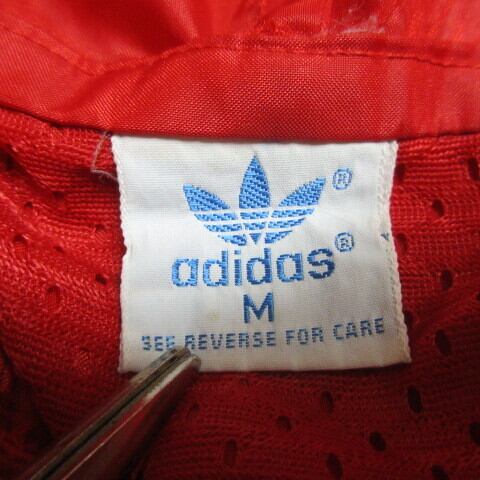 ®
adidas®
M
SEE REVERSE FOR CARE